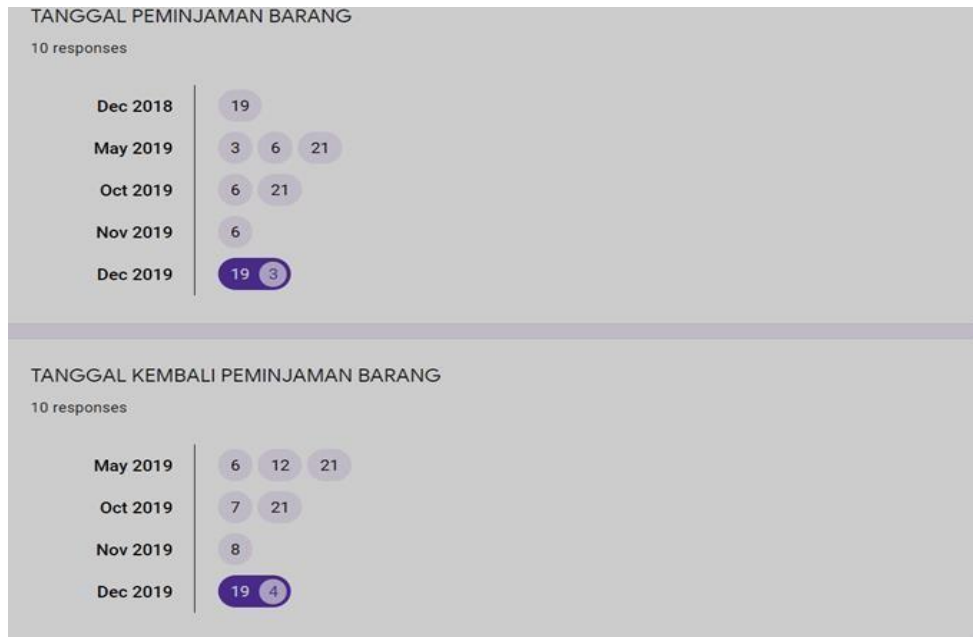 TANGGAL PEMINJAMAN BARANG
10 responses
Dec 2018 19
May 2019 3 6 21
Oct 2019 6 21
Nov 2019 6
Dec 2019 19 3
TANGGAL KEMBALI PEMINJAMAN BARANG
10 responses
May 2019 6 12 21
Oct 2019 7 21
Nov 2019 8
Dec 2019 19 4